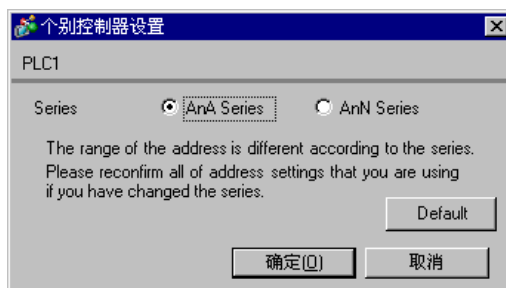 个别控制器设置
PLC1
Series AnA Series AnN Series
The range of the address is different according to the series.
Please reconfirm all of address settings that you are using
if you have changed the series.
Default
确定(O) 取消